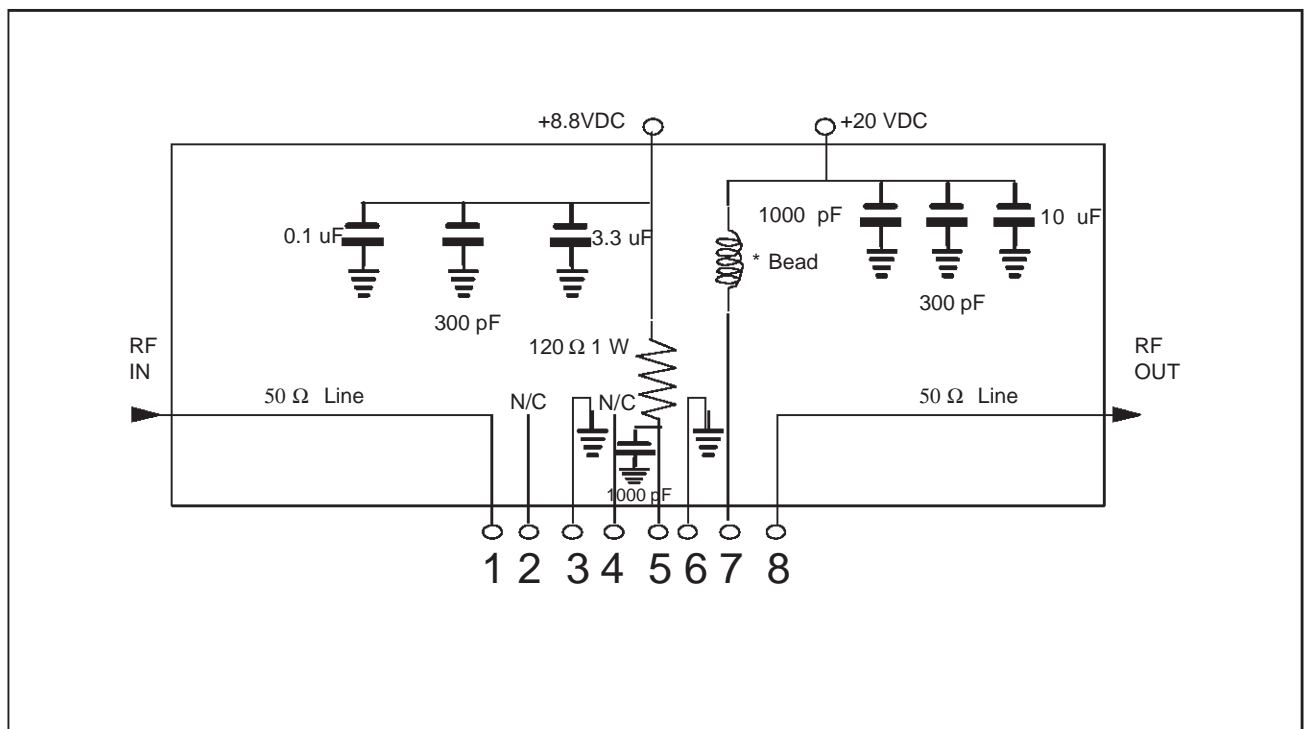 +8.8VDC
+20 VDC
0.1 uF
3.3 uF
1000 pF
10 uF
* Bead
300 pF
300 pF
120 Ω 1 W
RF
IN
RF
OUT
50 Ω Line
N/C
N/C
50 Ω Line
1000 pF
1 2 3 4 5 6 7 8